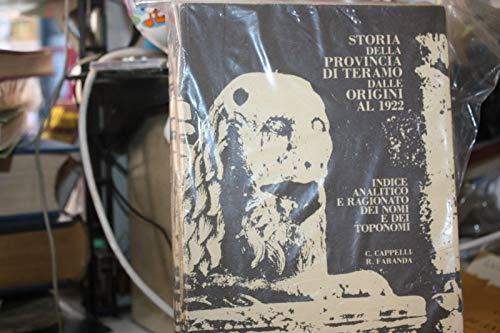 STORIA
DELLA
PROVINCIA
DI TERAMO
DALLE
ORIGINI
AL 1922
INDICE
ANALITICO
E RAGIONATO
DEI NOMI
E DEI
TOPONOMI
C. CAPPELLI
R. FARANDA